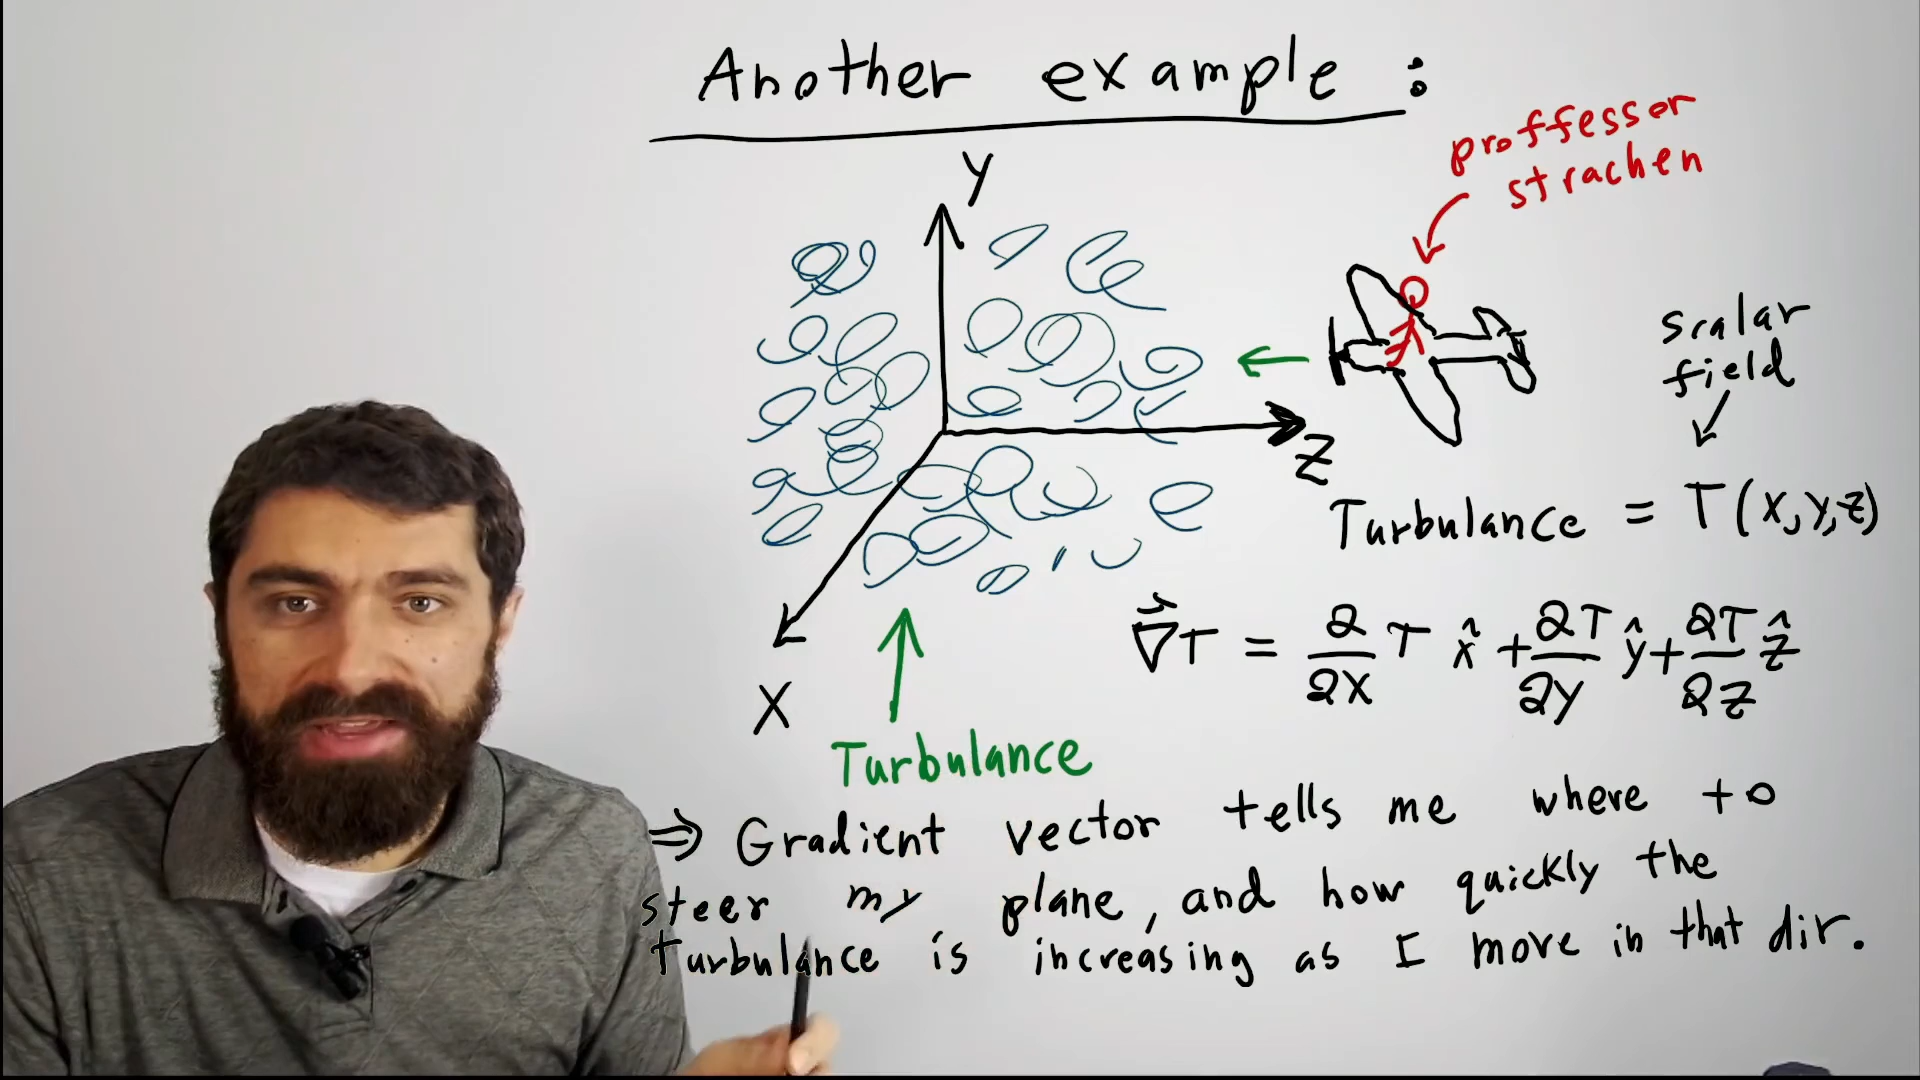 Another example :
proffessor
strachen
Y
scalar
field
Z
Turbulance = T(x,y,z)
∇⃗T = ∂/∂x T x̂ + ∂T/∂y ŷ + ∂T/∂z ẑ
X
Turbulance
⇒ Gradient vector tells me where to
steer my plane, and how quickly the
turbulance is increasing as I move in that dir.